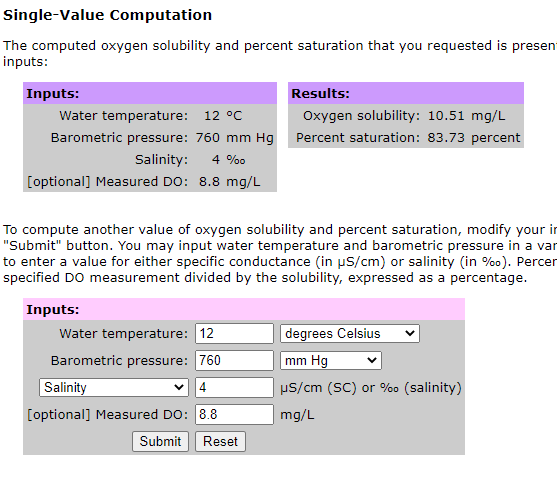 Single-Value Computation
The computed oxygen solubility and percent saturation that you requested is presen
inputs:
Inputs:
Water temperature: 12 °C
Barometric pressure: 760 mm Hg
Salinity: 4 ‰
[optional] Measured DO: 8.8 mg/L
Results:
Oxygen solubility: 10.51 mg/L
Percent saturation: 83.73 percent
To compute another value of oxygen solubility and percent saturation, modify your in
"Submit" button. You may input water temperature and barometric pressure in a var
to enter a value for either specific conductance (in µS/cm) or salinity (in ‰). Percen
specified DO measurement divided by the solubility, expressed as a percentage.
Inputs:
Water temperature: 12 degrees Celsius
Barometric pressure: 760 mm Hg
Salinity 4 µS/cm (SC) or ‰ (salinity)
[optional] Measured DO: 8.8 mg/L
Submit Reset